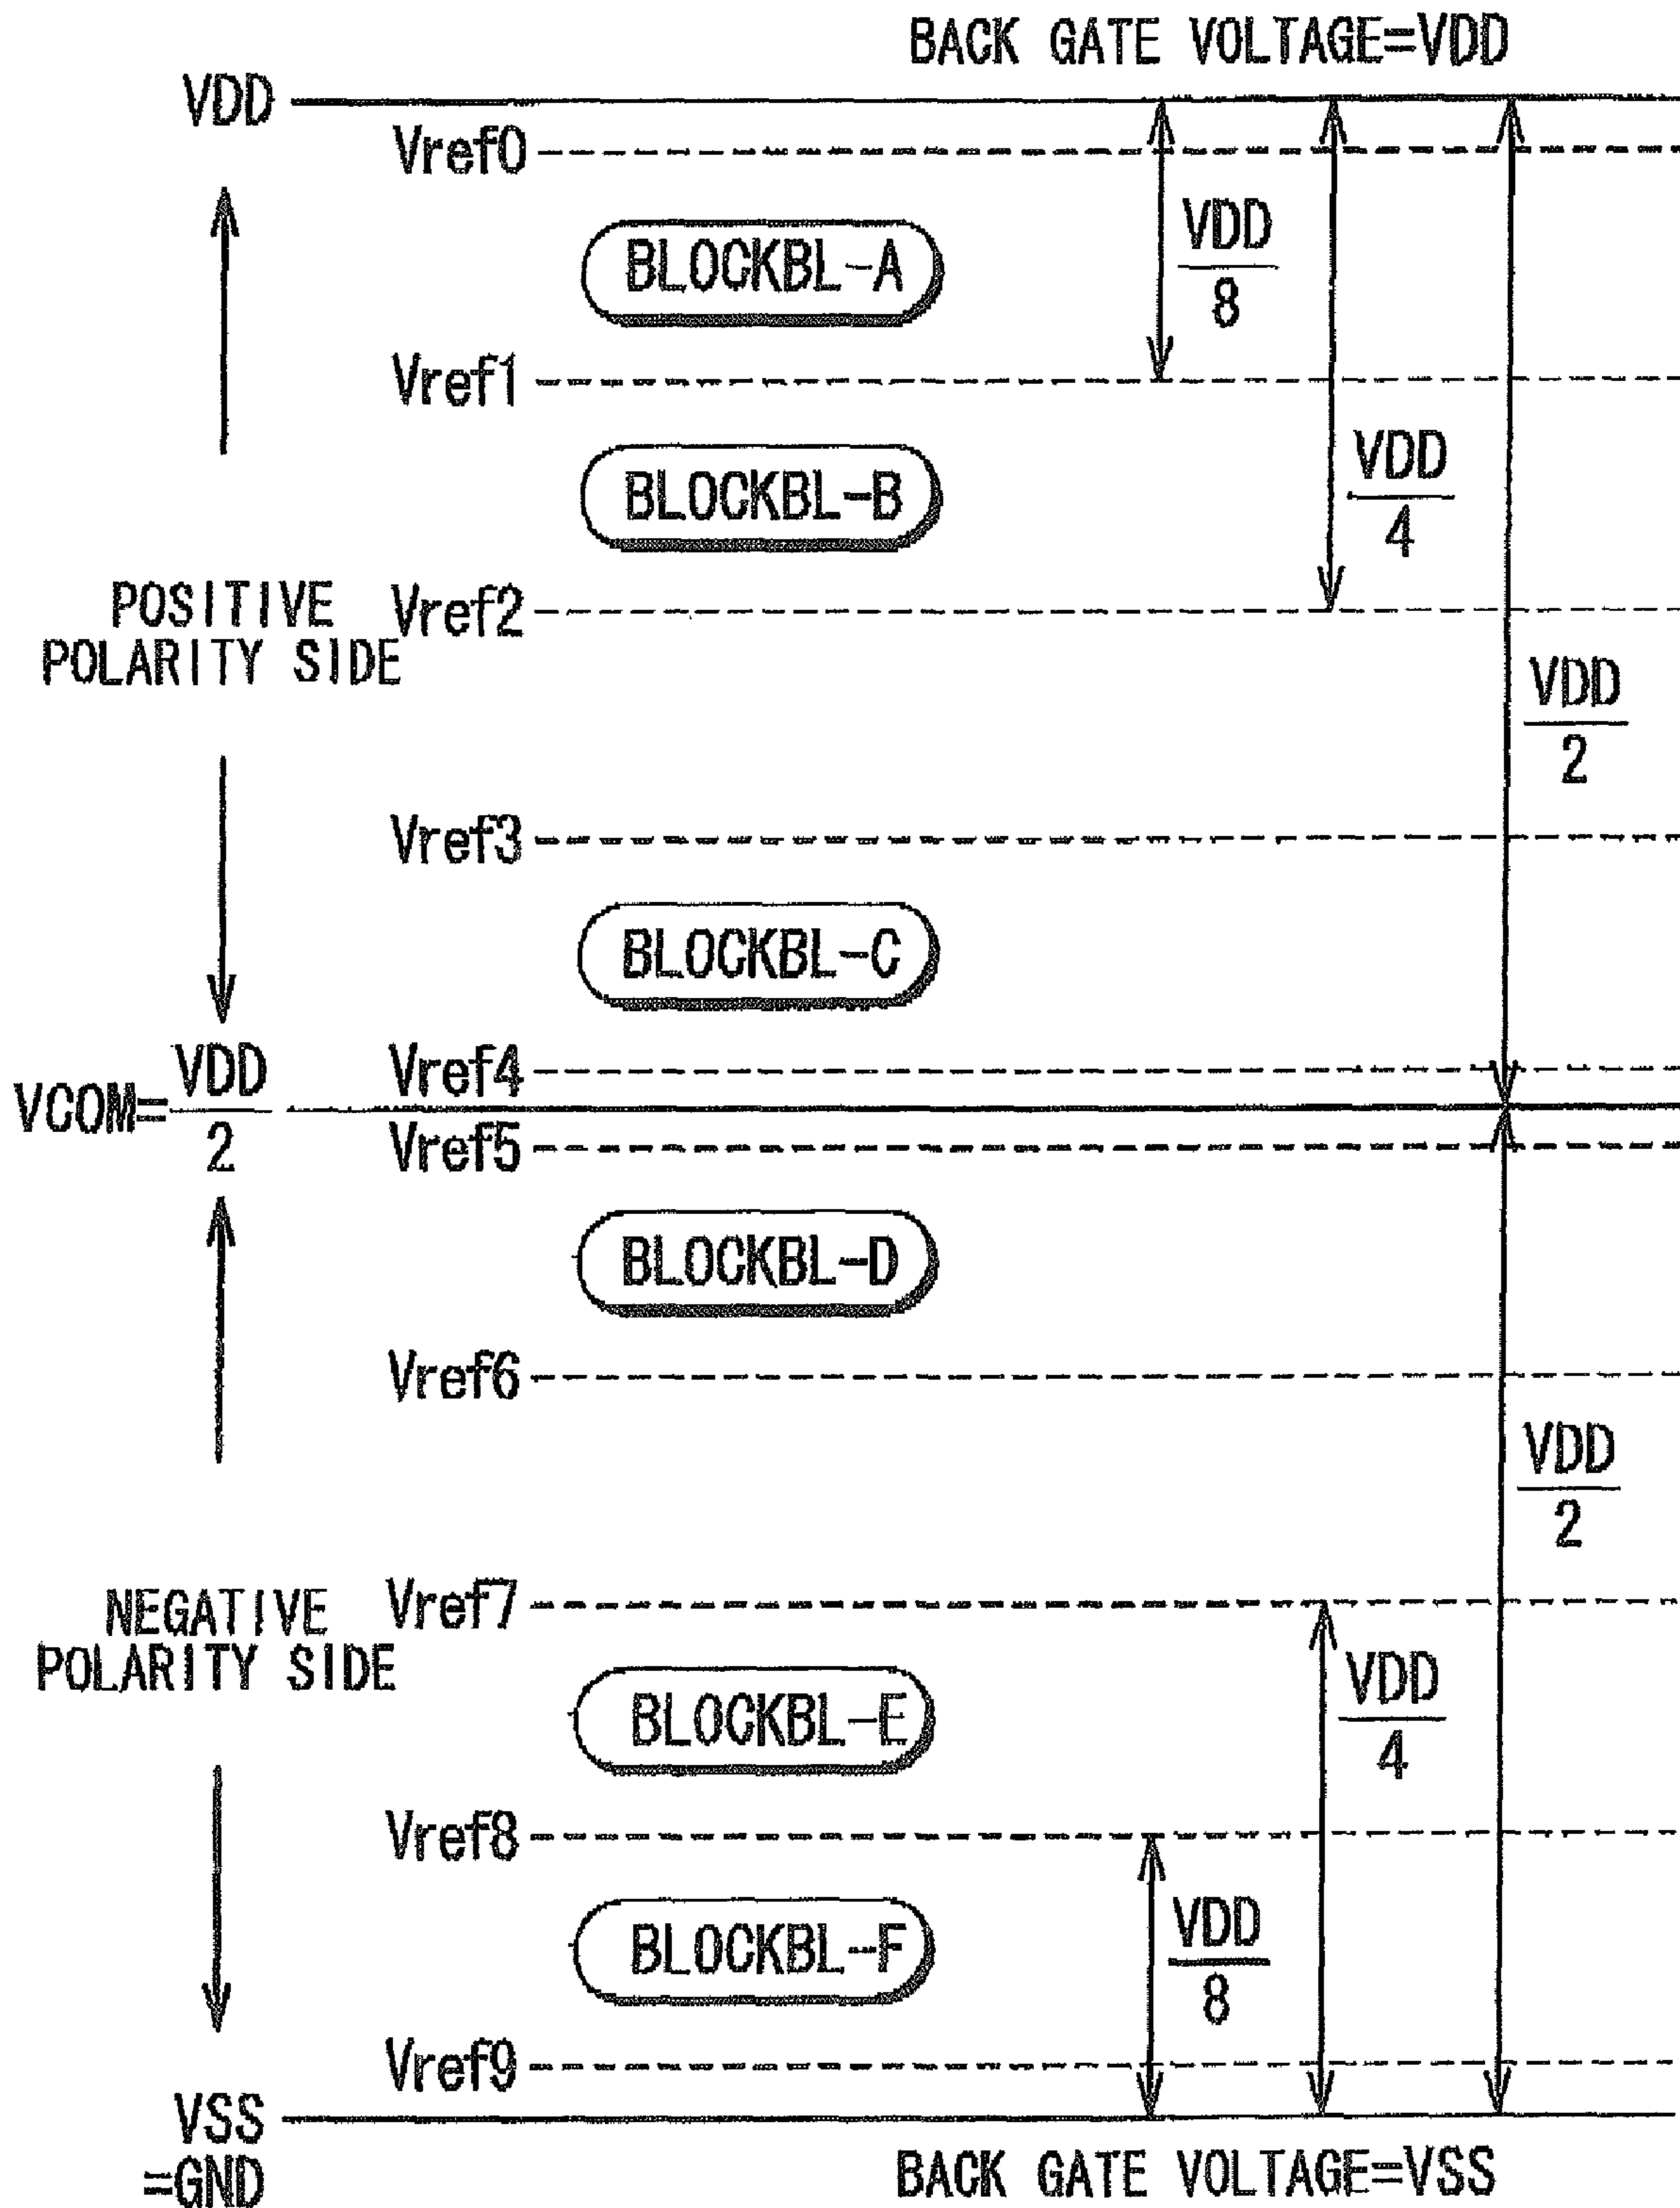 BACK GATE VOLTAGE=VDD
VDD
Vref0
BLOCKBL-A
VDD
8
Vref1
BLOCKBL-B
VDD
4
POSITIVE
POLARITY SIDE
Vref2
VDD
2
Vref3
BLOCKBL-C
Vref4
VCOM=
VDD
2
Vref5
BLOCKBL-D
Vref6
VDD
2
NEGATIVE
POLARITY SIDE
Vref7
BLOCKBL-E
VDD
4
Vref8
BLOCKBL-F
VDD
8
Vref9
VSS
=GND
BACK GATE VOLTAGE=VSS